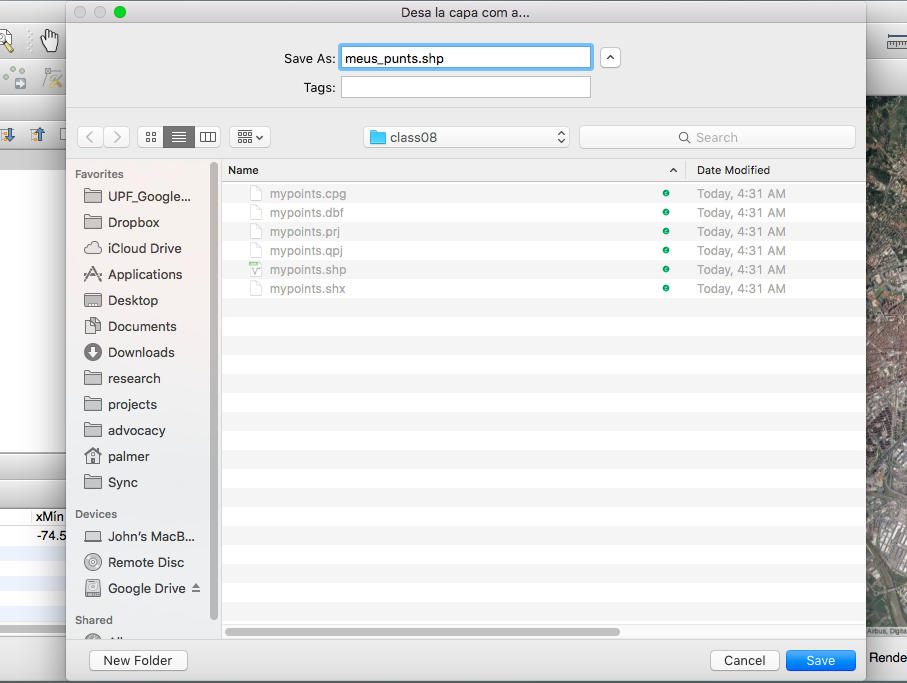 Desa la capa com a...
Save As: meus_punts.shp
Tags:
class08
Search
Favorites
UPF_Google...
Dropbox
iCloud Drive
Applications
Desktop
Documents
Downloads
research
projects
advocacy
palmer
Sync
Devices
John's MacB...
Remote Disc
Google Drive
Shared
Name Date Modified
mypoints.cpg Today, 4:31 AM
mypoints.dbf Today, 4:31 AM
mypoints.prj Today, 4:31 AM
mypoints.qpj Today, 4:31 AM
mypoints.shp Today, 4:31 AM
mypoints.shx Today, 4:31 AM
xMín
-74.5
Airbus, Digita
Rende
New Folder Cancel Save